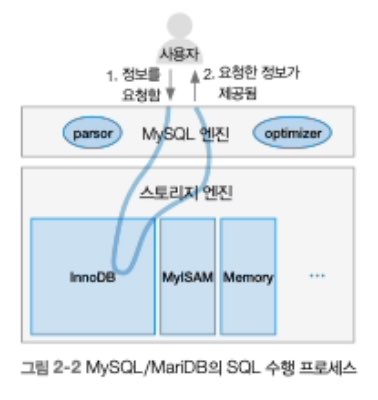 사용자
1. 정보를 요청함
2. 요청한 정보가 제공됨
parsor
MySQL 엔진
optimizer
스토리지 엔진
InnoDB
MyISAM
Memory
...
그림 2-2 MySQL/MariDB의 SQL 수행 프로세스